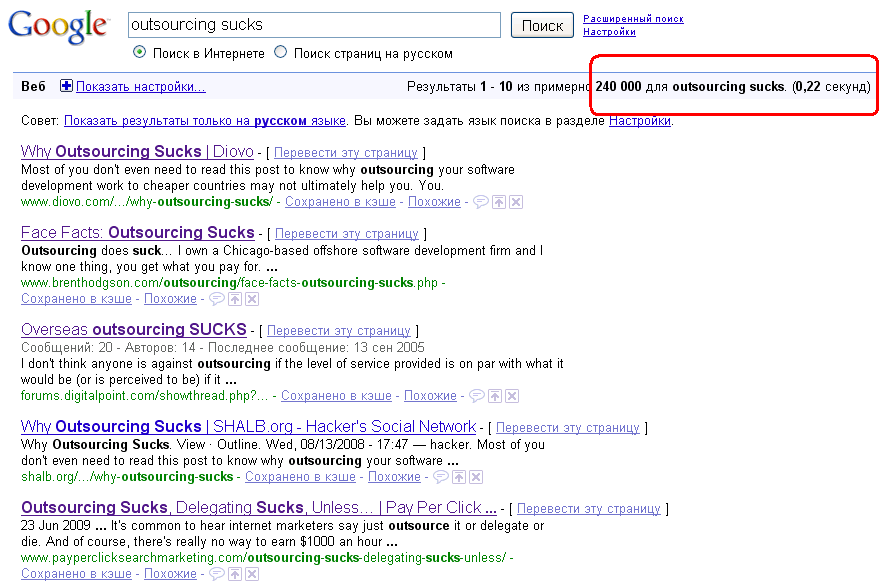 Google
outsourcing sucks
Поиск
Расширенный поиск
Настройки
Поиск в Интернете Поиск страниц на русском
Веб Показать настройки... Результаты 1 - 10 из примерно 240 000 для outsourcing sucks. (0,22 секунд)
Совет: Показать результаты только на русском языке. Вы можете задать язык поиска в разделе Настройки.
Why Outsourcing Sucks | Diovo - [ Перевести эту страницу ]
Most of you don't even need to read this post to know why outsourcing your software
development work to cheaper countries may not ultimately help you. You.
www.diovo.com/.../why-outsourcing-sucks/ - Сохранено в кэше - Похожие -
Face Facts: Outsourcing Sucks - [ Перевести эту страницу ]
Outsourcing does suck... I own a Chicago-based offshore software development firm and I
know one thing, you get what you pay for. ...
www.brenthodgson.com/outsourcing/face-facts-outsourcing-sucks.php -
Сохранено в кэше - Похожие -
Overseas outsourcing SUCKS - [ Перевести эту страницу ]
Сообщений: 20 - Авторов: 14 - Последнее сообщение: 13 сен 2005
I don't think anyone is against outsourcing if the level of service provided is on par with what it
would be (or is perceived to be) if it ...
forums.digitalpoint.com/showthread.php?... - Сохранено в кэше - Похожие -
Why Outsourcing Sucks | SHALB.org - Hacker's Social Network - [ Перевести эту страницу ]
Why Outsourcing Sucks. View · Outline. Wed, 08/13/2008 - 17:47 — hacker. Most of you
don't even need to read this post to know why outsourcing your software ...
shalb.org/.../why-outsourcing-sucks - Сохранено в кэше - Похожие -
Outsourcing Sucks, Delegating Sucks, Unless... | Pay Per Click ... - [ Перевести эту страницу ]
23 Jun 2009 ... It's common to hear internet marketers say just outsource it or delegate or
die. And of course, there's really no way to earn $1000 an hour ...
www.payperclicksearchmarketing.com/outsourcing-sucks-delegating-sucks-unless/ -
Сохранено в кэше - Похожие -